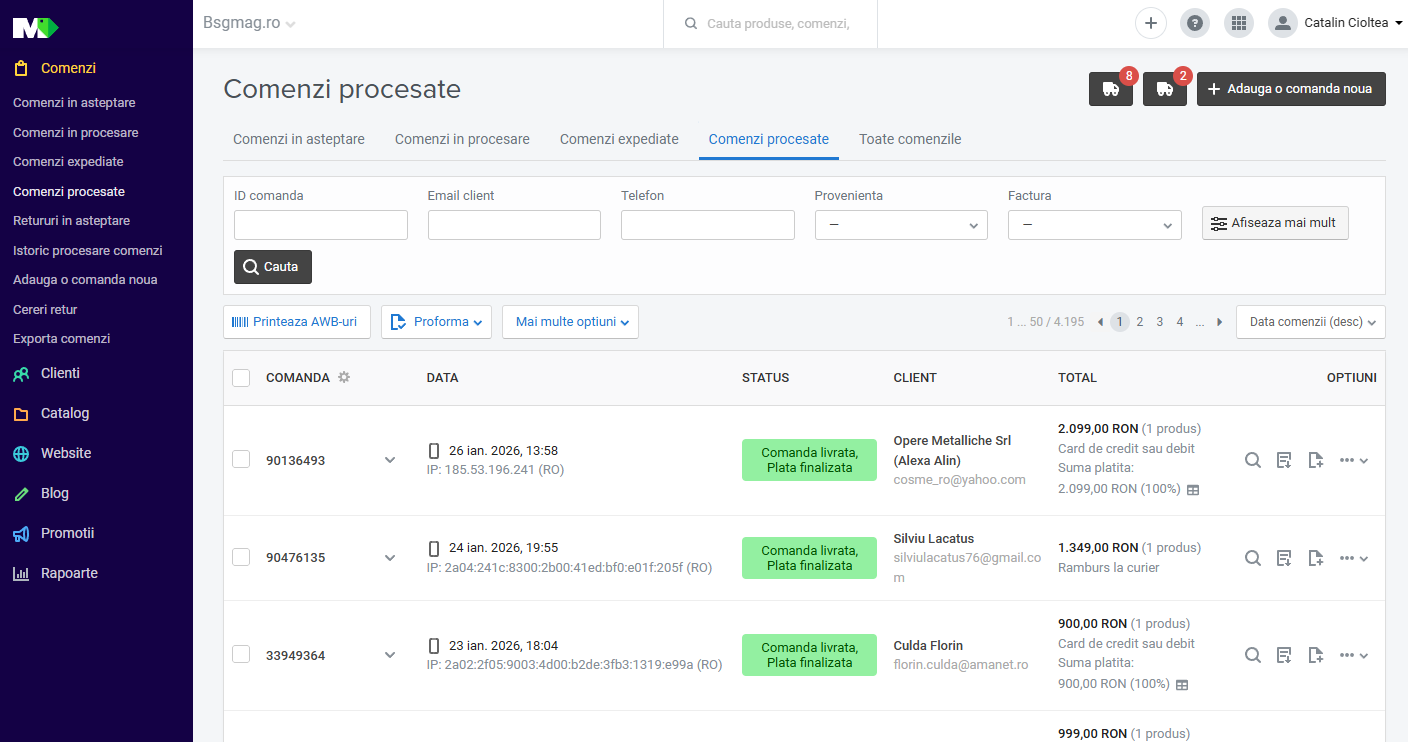 Bsgmag.ro
Cauta produse, comenzi,
Catalin Cioltea
Comenzi
Comenzi in asteptare
Comenzi in procesare
Comenzi expediate
Comenzi procesate
Retururi in asteptare
Istoric procesare comenzi
Adauga o comanda noua
Cereri retur
Exporta comenzi
Clienti
Catalog
Website
Blog
Promotii
Rapoarte
Comenzi procesate
8
2
Adauga o comanda noua
Comenzi in asteptare Comenzi in procesare Comenzi expediate Comenzi procesate Toate comenzile
ID comanda Email client Telefon Provenienta Factura
— — Afiseaza mai mult
Cauta
Printeaza AWB-uri Proforma Mai multe optiuni 1 ... 50 / 4.195 1 2 3 4 ... Data comenzii (desc)
COMANDA DATA STATUS CLIENT TOTAL OPTIUNI
90136493
26 ian. 2026, 13:58
IP: 185.53.196.241 (RO)
Comanda livrata,
Plata finalizata
Opere Metalliche Srl
(Alexa Alin)
cosme_ro@yahoo.com
2.099,00 RON (1 produs)
Card de credit sau debit
Suma platita:
2.099,00 RON (100%)
90476135
24 ian. 2026, 19:55
IP: 2a04:241c:8300:2b00:41ed:bf0:e01f:205f (RO)
Comanda livrata,
Plata finalizata
Silviu Lacatus
silviulacatus76@gmail.co
m
1.349,00 RON (1 produs)
Ramburs la curier
33949364
23 ian. 2026, 18:04
IP: 2a02:2f05:9003:4d00:b2de:3fb3:1319:e99a (RO)
Comanda livrata,
Plata finalizata
Culda Florin
florin.culda@amanet.ro
900,00 RON (1 produs)
Card de credit sau debit
Suma platita:
900,00 RON (100%)
999,00 RON (1 produs)